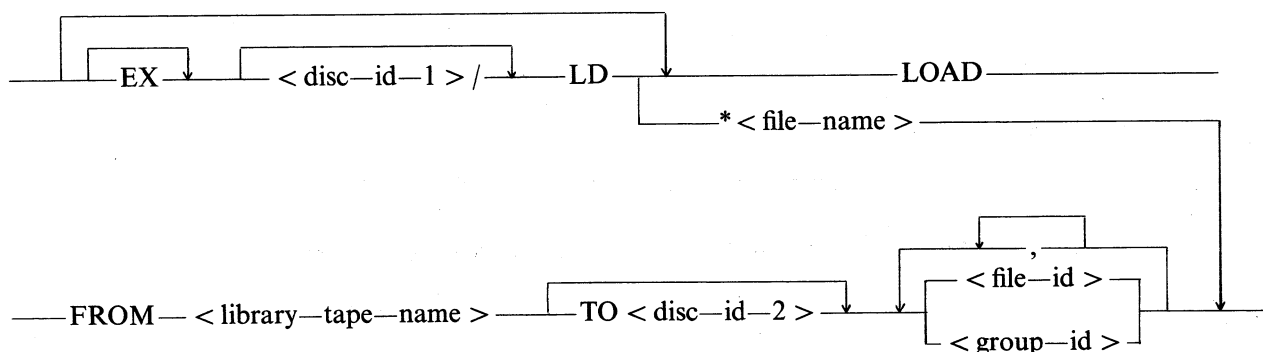 EX <disc—id—1>/ LD LOAD
*<file—name>
,
<file—id>
FROM <library—tape—name> TO <disc—id—2>
<group—id>